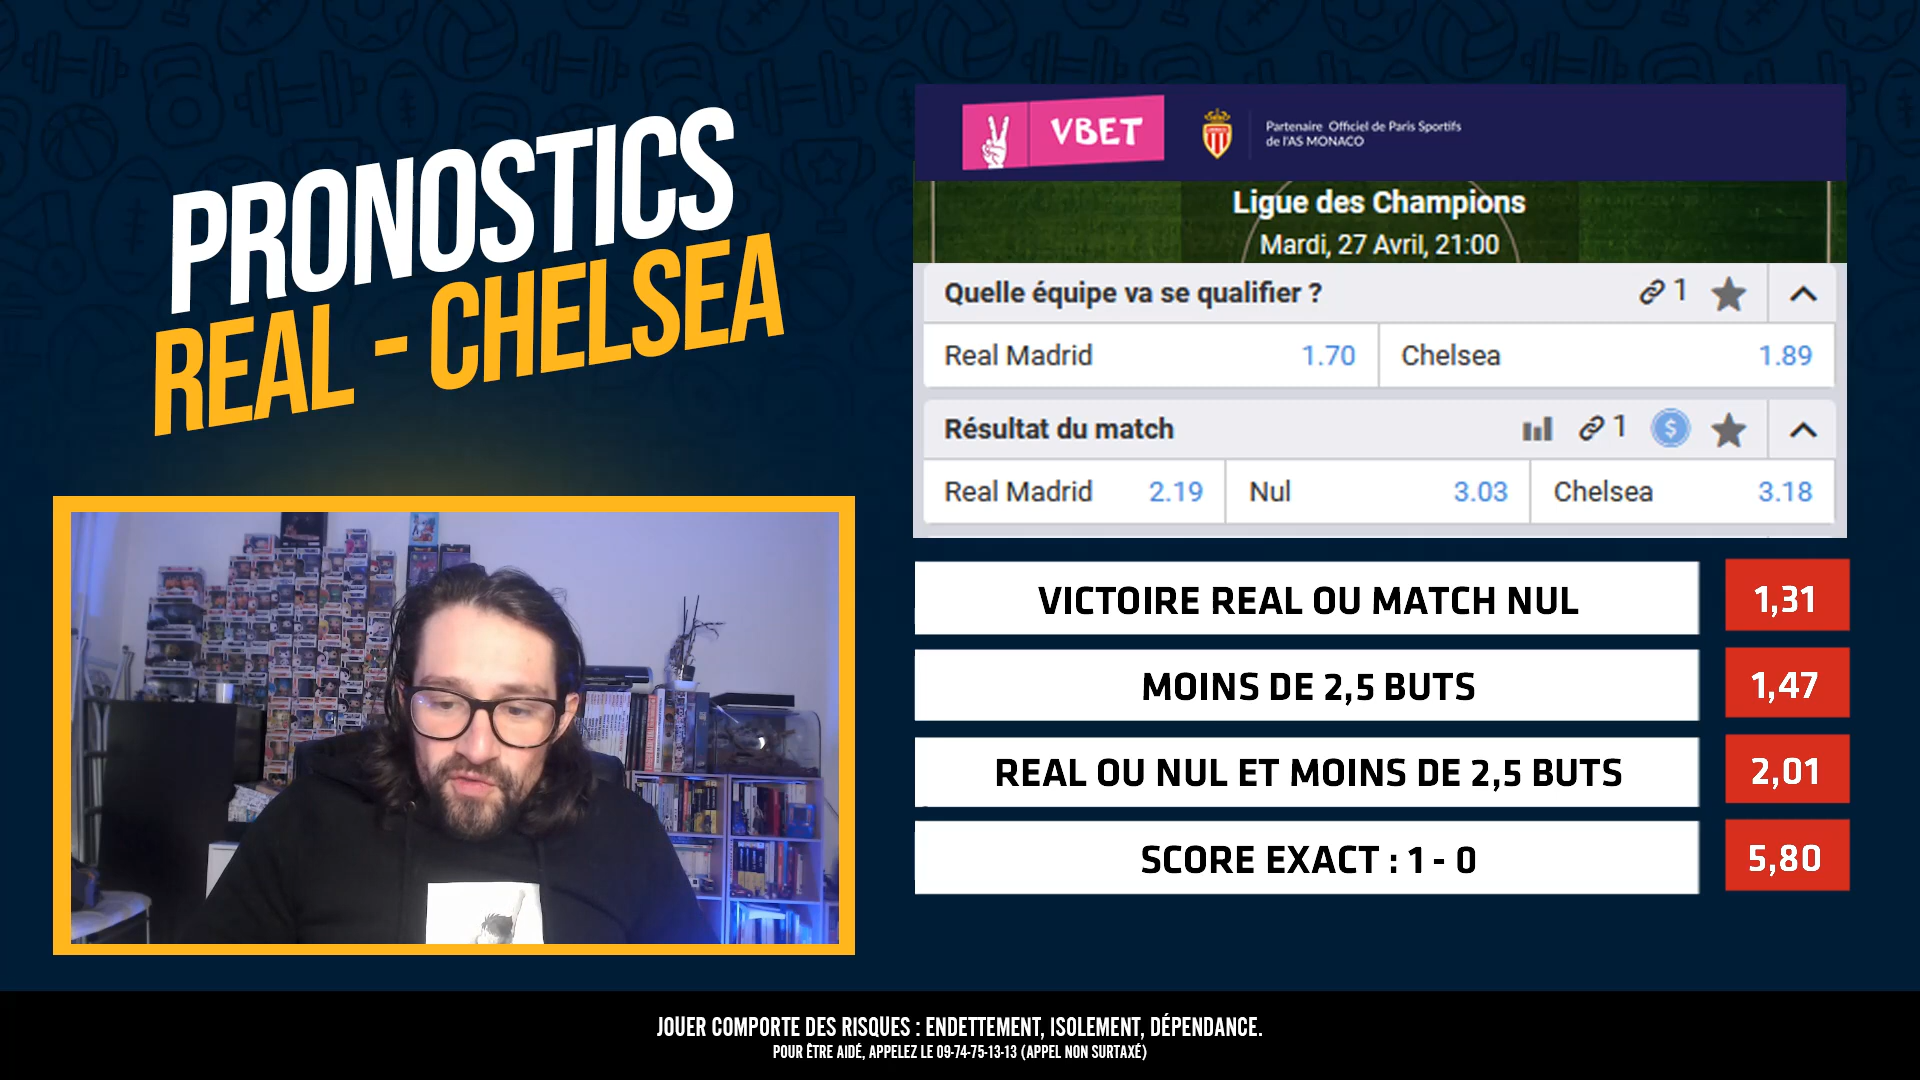 PRONOSTICS
REAL - CHELSEA
VBET
Partenaire Officiel de Paris Sportifs
de l'AS MONACO
Ligue des Champions
Mardi, 27 Avril, 21:00
Quelle équipe va se qualifier ? 1
Real Madrid 1.70 Chelsea 1.89
Résultat du match 1
Real Madrid 2.19 Nul 3.03 Chelsea 3.18
VICTOIRE REAL OU MATCH NUL 1,31
MOINS DE 2,5 BUTS 1,47
REAL OU NUL ET MOINS DE 2,5 BUTS 2,01
SCORE EXACT : 1 - 0 5,80
JOUER COMPORTE DES RISQUES : ENDETTEMENT, ISOLEMENT, DÉPENDANCE.
POUR ÊTRE AIDÉ, APPELEZ LE 09-74-75-13-13 (APPEL NON SURTAXÉ)